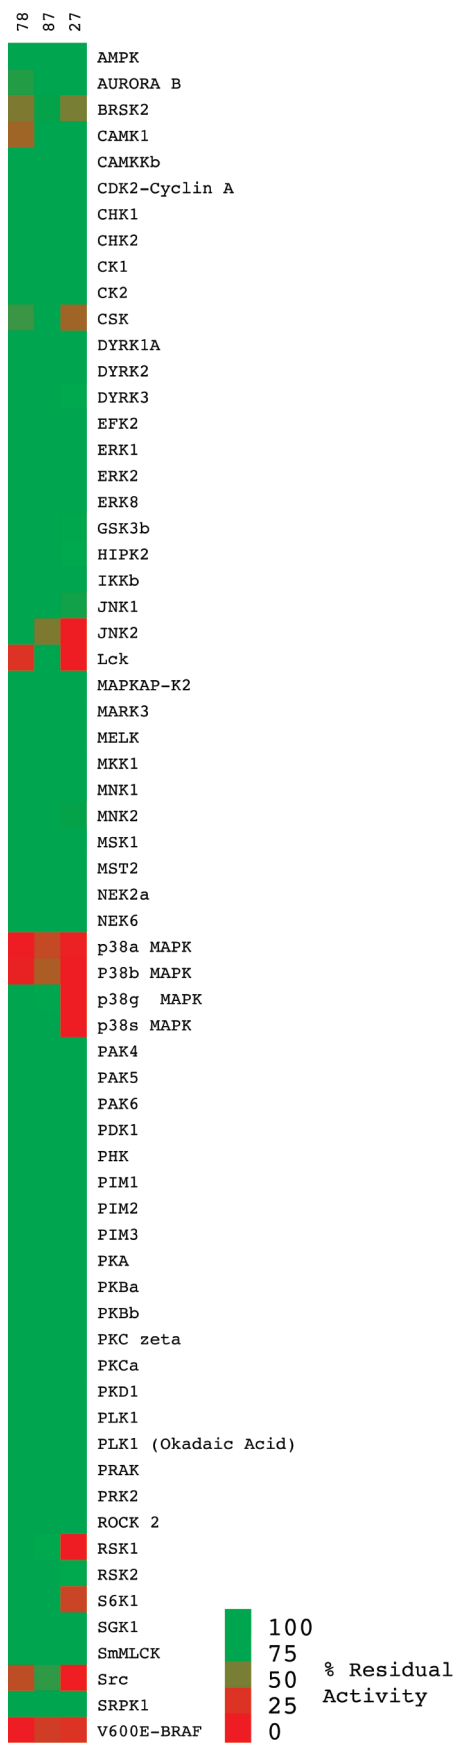 78 87 27
AMPK
AURORA B
BRSK2
CAMK1
CAMKKb
CDK2-Cyclin A
CHK1
CHK2
CK1
CK2
CSK
DYRK1A
DYRK2
DYRK3
EFK2
ERK1
ERK2
ERK8
GSK3b
HIPK2
IKKb
JNK1
JNK2
Lck
MAPKAP-K2
MARK3
MELK
MKK1
MNK1
MNK2
MSK1
MST2
NEK2a
NEK6
p38a MAPK
P38b MAPK
p38g MAPK
p38s MAPK
PAK4
PAK5
PAK6
PDK1
PHK
PIM1
PIM2
PIM3
PKA
PKBa
PKBb
PKC zeta
PKCa
PKD1
PLK1
PLK1 (Okadaic Acid)
PRAK
PRK2
ROCK 2
RSK1
RSK2
S6K1
SGK1
SmMLCK
Src
SRPK1
V600E-BRAF
100
75
50
25
0
% Residual
Activity